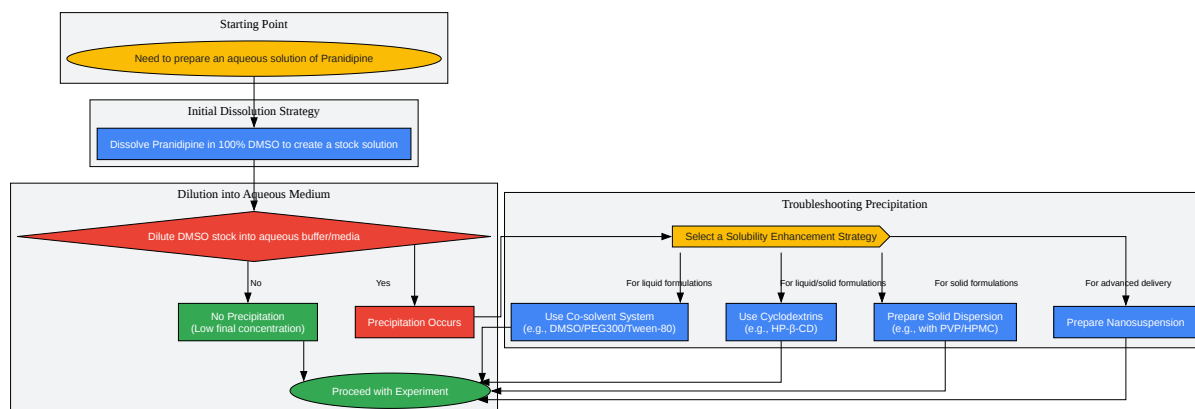 Starting Point
Need to prepare an aqueous solution of Pranidipine
Initial Dissolution Strategy
Dissolve Pranidipine in 100% DMSO to create a stock solution
Dilution into Aqueous Medium
Dilute DMSO stock into aqueous buffer/media
No
Yes
No Precipitation
(Low final concentration)
Precipitation Occurs
Troubleshooting Precipitation
Select a Solubility Enhancement Strategy
For liquid formulations
For liquid/solid formulations
For solid formulations
For advanced delivery
Use Co-solvent System
(e.g., DMSO/PEG300/Tween-80)
Use Cyclodextrins
(e.g., HP-β-CD)
Prepare Solid Dispersion
(e.g., with PVP/HPMC)
Prepare Nanosuspension
Proceed with Experiment